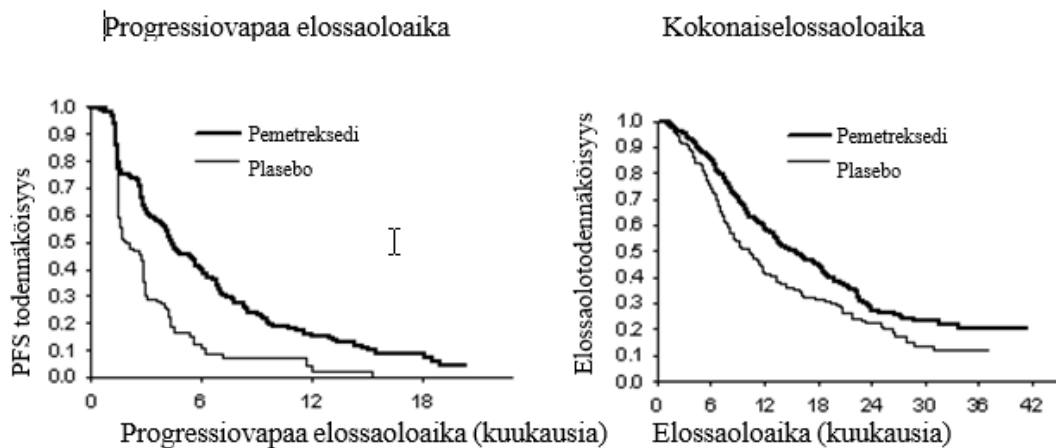 Progressiovapaa elossaoloaika
PFS todennäköisyys
1.0
0.9
0.8
0.7
0.6
0.5
0.4
0.3
0.2
0.1
0.0
Pemetreksedi
Plasebo
0 6 12 18
Progressiovapaa elossaoloaika (kuukausia)
Kokonaiselossaoloaika
Elossaolotodennäköisyys
1.0
0.9
0.8
0.7
0.6
0.5
0.4
0.3
0.2
0.1
0.0
Pemetreksedi
Plasebo
0 6 12 18 24 30 36 42
Elossaoloaika (kuukausia)